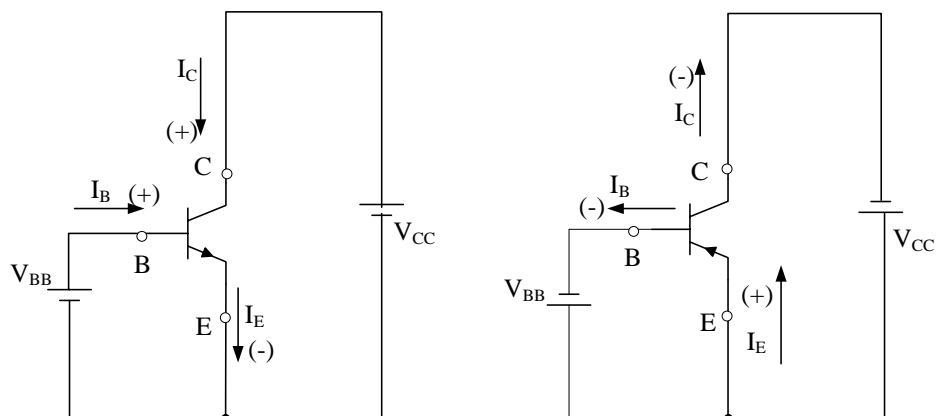 I_C
(+)
C
I_B (+)
B
V_BB
V_CC
I_E
E
(-)
(-)
I_C
C
I_B
(-)
B
V_BB
V_CC
(+)
E
I_E